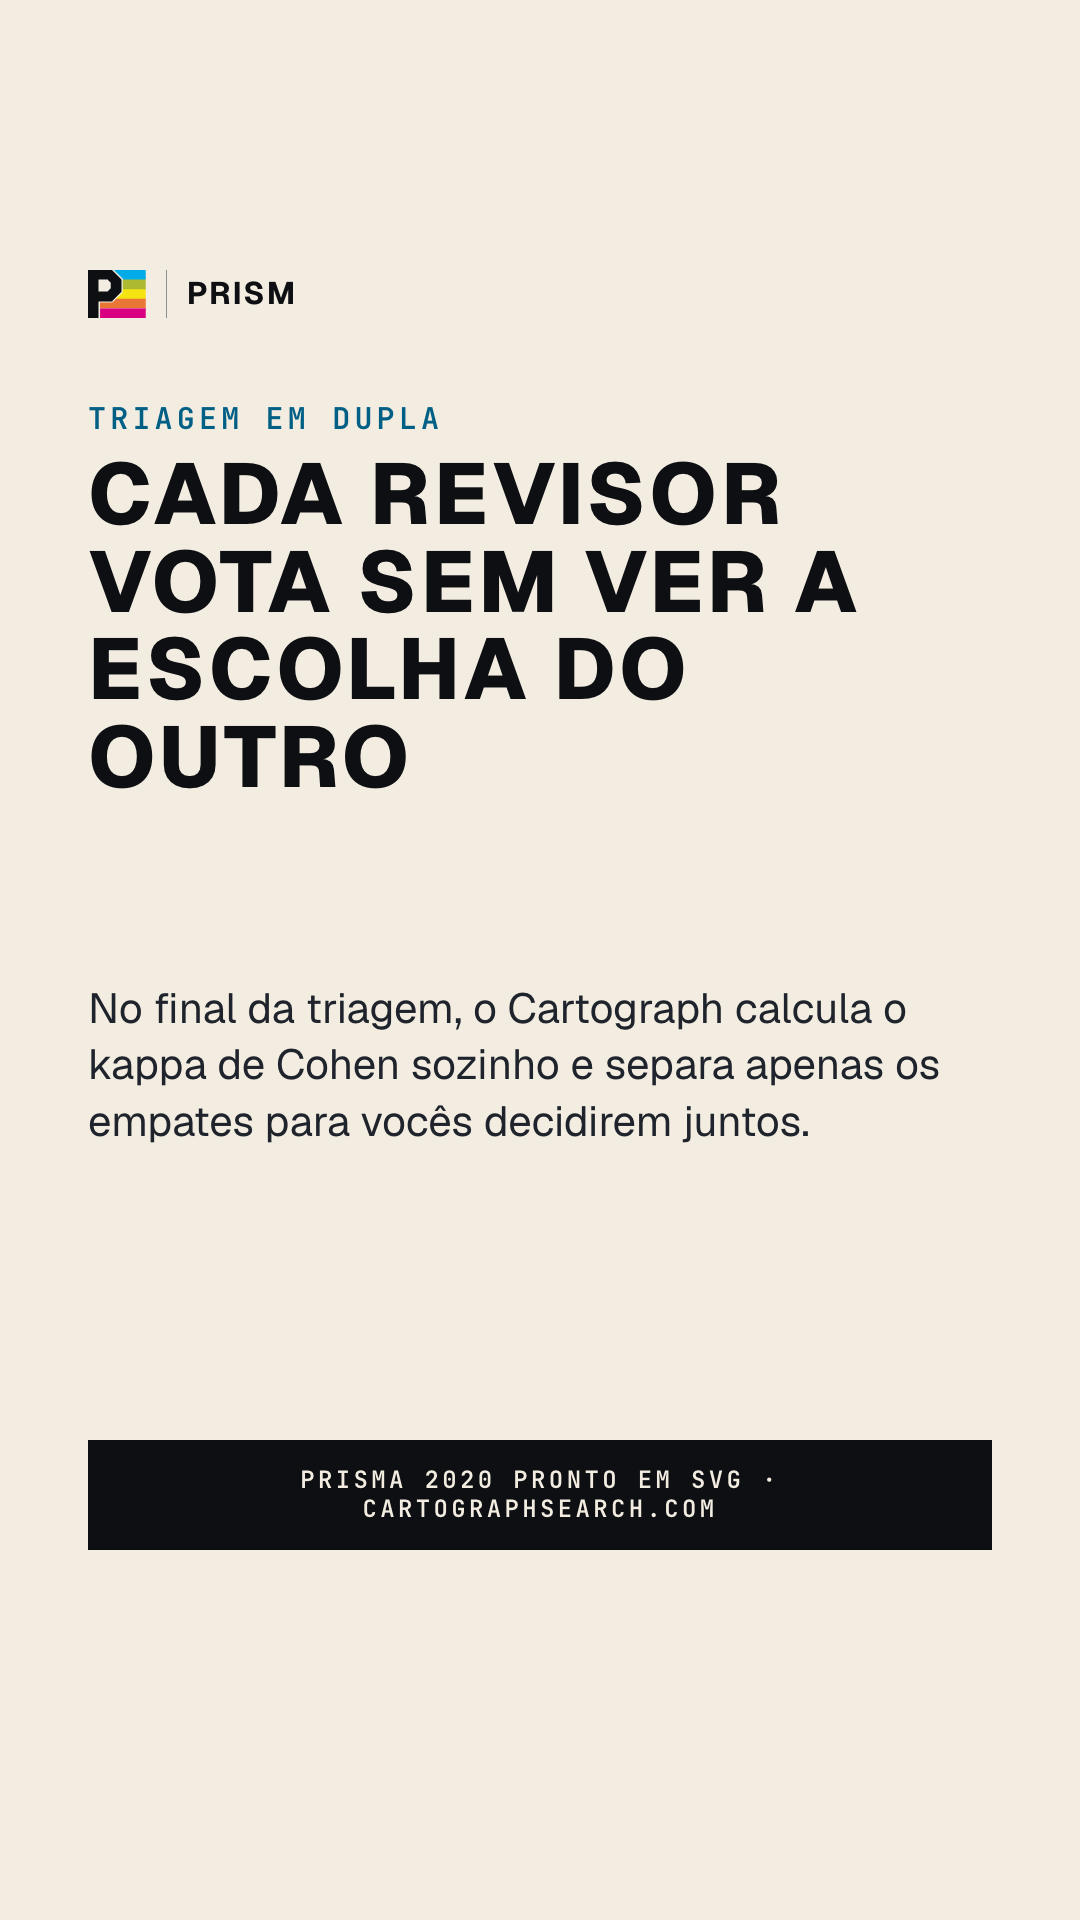 P
PRISM
TRIAGEM EM DUPLA
CADA REVISOR
VOTA SEM VER A
ESCOLHA DO
OUTRO
No final da triagem, o Cartograph calcula o
kappa de Cohen sozinho e separa apenas os
empates para vocês decidirem juntos.
PRISMA 2020 PRONTO EM SVG ·
CARTOGRAPHSEARCH.COM